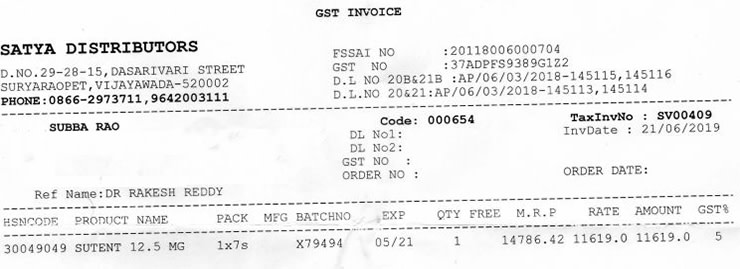 GST INVOICE
SATYA DISTRIBUTORS
D.NO.29-28-15,DASARIVARI STREET
SURYARAOPET,VIJAYAWADA-520002
PHONE:0866-2973711,9642003111
FSSAI NO :20118006000704
GST NO :37ADPFS9389G1Z2
D.L NO 20B&21B :AP/06/03/2018-145115,145116
D.L.NO 20&21:AP/06/03/2018-145113,145114
SUBBA RAO
Code: 000654
DL No1:
DL No2:
GST NO :
ORDER NO :
TaxInvNo : SV00409
InvDate : 21/06/2019
ORDER DATE:
Ref Name:DR RAKESH REDDY
HSNCODE PRODUCT NAME PACK MFG BATCHNO EXP QTY FREE M.R.P RATE AMOUNT GST%
30049049 SUTENT 12.5 MG 1x7s X79494 05/21 1 14786.42 11619.0 11619.0 5